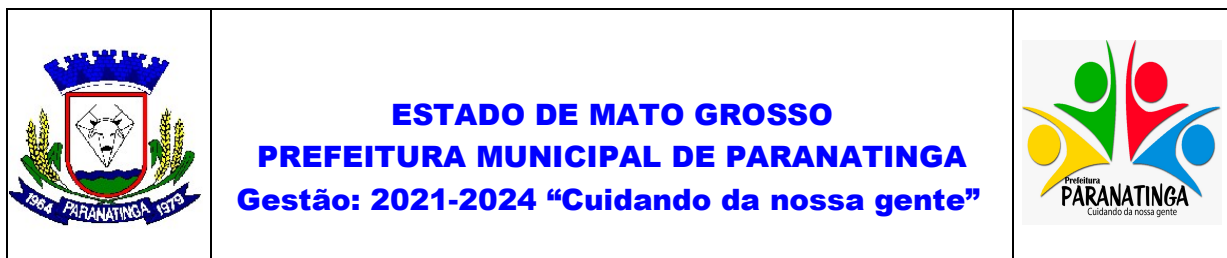 1964 PARANATINGA 1979
ESTADO DE MATO GROSSO
PREFEITURA MUNICIPAL DE PARANATINGA
Gestão: 2021-2024 “Cuidando da nossa gente”
Prefeitura
PARANATINGA
Cuidando da nossa gente